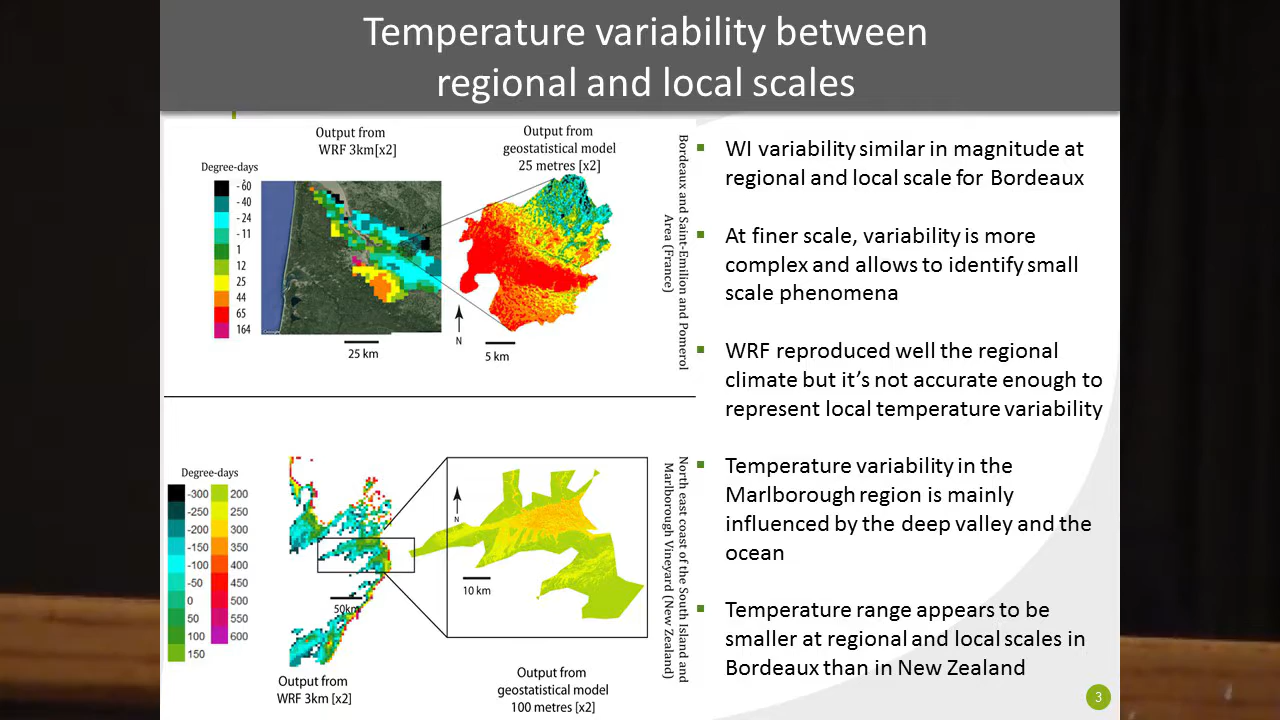 Temperature variability between
regional and local scales
Output from
WRF 3km[x2]
Output from
geostatistical model
25 metres [x2]
Degree-days
- 60
- 40
- 24
- 11
1
12
25
44
65
164
N
25 km
5 km
Bordeaux and Saint-Emilion and Pomerol
Area (France)
Degree-days
-300
-250
-200
-150
-100
-50
0
50
100
150
200
250
300
350
400
450
500
550
600
50km
N
10 km
Output from
WRF 3km [x2]
Output from
geostatistical model
100 metres [x2]
North east coast of the South Island and
Marlborough Vineyard (New Zealand)
WI variability similar in magnitude at
regional and local scale for Bordeaux
At finer scale, variability is more
complex and allows to identify small
scale phenomena
WRF reproduced well the regional
climate but it’s not accurate enough to
represent local temperature variability
Temperature variability in the
Marlborough region is mainly
influenced by the deep valley and the
ocean
Temperature range appears to be
smaller at regional and local scales in
Bordeaux than in New Zealand
3